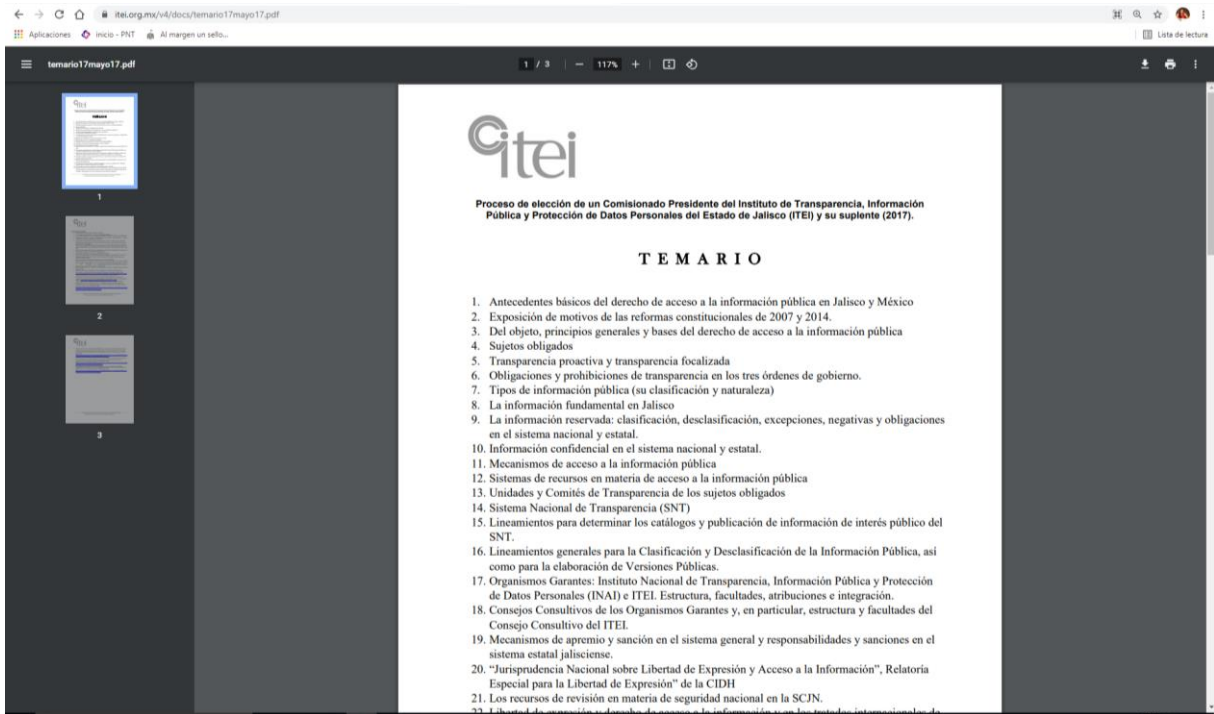 itei.org.mx/v4/docs/temario17mayo17.pdf
Aplicaciones inicio - PNT Al margen un sello...
Lista de lectura
temario17mayo17.pdf
1 / 3
117%
1
2
3
itei
Proceso de elección de un Comisionado Presidente del Instituto de Transparencia, Información
Pública y Protección de Datos Personales del Estado de Jalisco (ITEI) y su suplente (2017).
TEMARIO
1. Antecedentes básicos del derecho de acceso a la información pública en Jalisco y México
2. Exposición de motivos de las reformas constitucionales de 2007 y 2014.
3. Del objeto, principios generales y bases del derecho de acceso a la información pública
4. Sujetos obligados
5. Transparencia proactiva y transparencia focalizada
6. Obligaciones y prohibiciones de transparencia en los tres órdenes de gobierno.
7. Tipos de información pública (su clasificación y naturaleza)
8. La información fundamental en Jalisco
9. La información reservada: clasificación, desclasificación, excepciones, negativas y obligaciones
en el sistema nacional y estatal.
10. Información confidencial en el sistema nacional y estatal.
11. Mecanismos de acceso a la información pública
12. Sistemas de recursos en materia de acceso a la información pública
13. Unidades y Comités de Transparencia de los sujetos obligados
14. Sistema Nacional de Transparencia (SNT)
15. Lineamientos para determinar los catálogos y publicación de información de interés público del
SNT.
16. Lineamientos generales para la Clasificación y Desclasificación de la Información Pública, así
como para la elaboración de Versiones Públicas.
17. Organismos Garantes: Instituto Nacional de Transparencia, Información Pública y Protección
de Datos Personales (INAI) e ITEI. Estructura, facultades, atribuciones e integración.
18. Consejos Consultivos de los Organismos Garantes y, en particular, estructura y facultades del
Consejo Consultivo del ITEI.
19. Mecanismos de apremio y sanción en el sistema general y responsabilidades y sanciones en el
sistema estatal jalisciense.
20. “Jurisprudencia Nacional sobre Libertad de Expresión y Acceso a la Información”, Relatoría
Especial para la Libertad de Expresión” de la CIDH
21. Los recursos de revisión en materia de seguridad nacional en la SCJN.
22. Libertad de expresión y derecho de acceso a la información y en los tratados internacionales de